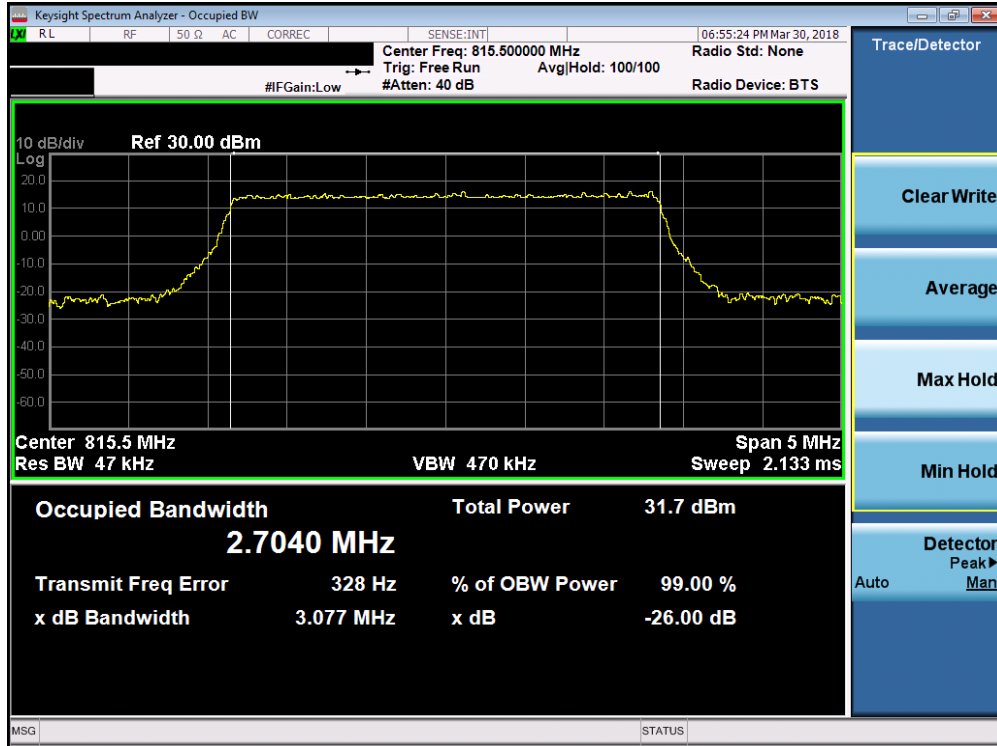 Keysight Spectrum Analyzer - Occupied BW
LXI RL RF 50 Ω AC CORREC SENSE:INT 06:55:24 PM Mar 30, 2018
Center Freq: 815.500000 MHz Radio Std: None
Trig: Free Run Avg|Hold: 100/100
#IFGain:Low #Atten: 40 dB Radio Device: BTS
10 dB/div Ref 30.00 dBm
Log
20.0
10.0
0.00
-10.0
-20.0
-30.0
-40.0
-50.0
-60.0
Center 815.5 MHz Span 5 MHz
Res BW 47 kHz VBW 470 kHz Sweep 2.133 ms
Occupied Bandwidth Total Power 31.7 dBm
2.7040 MHz
Transmit Freq Error 328 Hz % of OBW Power 99.00 %
x dB Bandwidth 3.077 MHz x dB -26.00 dB
MSG STATUS
Trace/Detector
Clear Write
Average
Max Hold
Min Hold
Detector
Peak▶
Auto Man